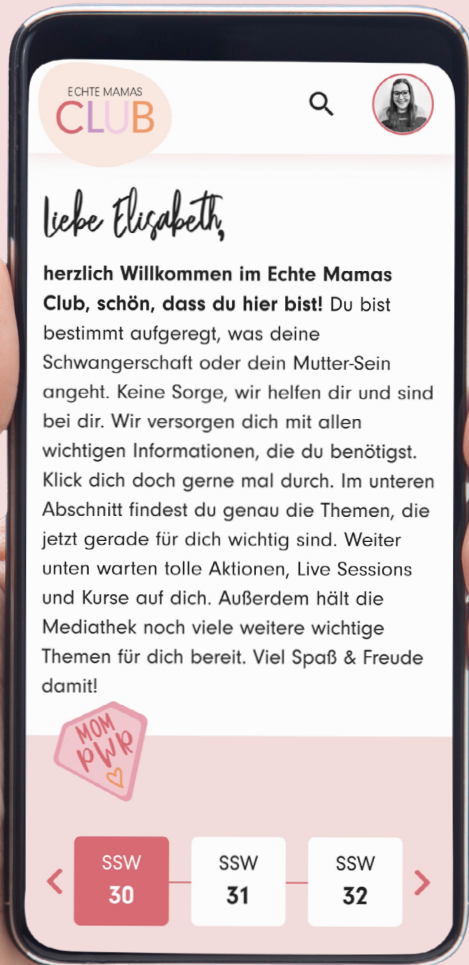 ECHTE MAMAS
CLUB
Liebe Elisabeth,
herzlich Willkommen im Echte Mamas
Club, schön, dass du hier bist! Du bist
bestimmt aufgeregt, was deine
Schwangerschaft oder dein Mutter-Sein
angeht. Keine Sorge, wir helfen dir und sind
bei dir. Wir versorgen dich mit allen
wichtigen Informationen, die du benötigst.
Klick dich doch gerne mal durch. Im unteren
Abschnitt findest du genau die Themen, die
jetzt gerade für dich wichtig sind. Weiter
unten warten tolle Aktionen, Live Sessions
und Kurse auf dich. Außerdem hält die
Mediathek noch viele weitere wichtige
Themen für dich bereit. Viel Spaß & Freude
damit!
MOM
PWR
SSW
30
SSW
31
SSW
32